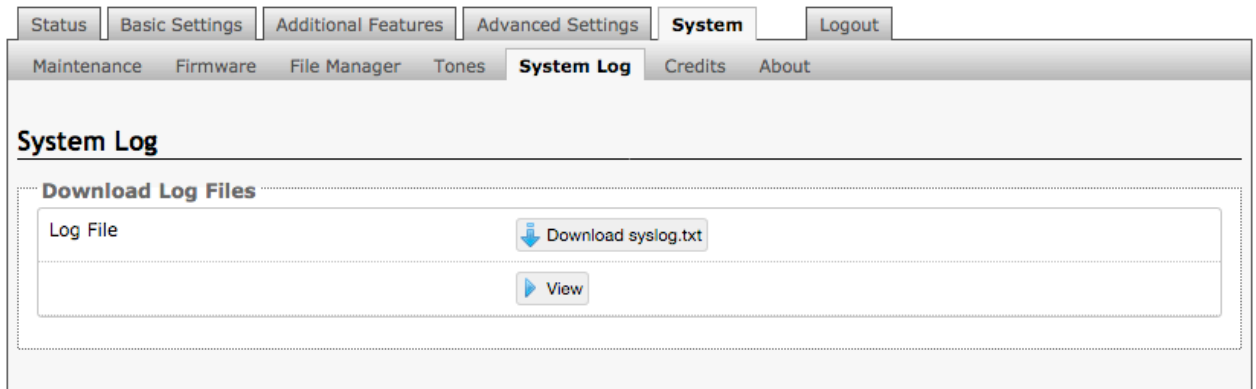 Status Basic Settings Additional Features Advanced Settings System Logout
Maintenance Firmware File Manager Tones System Log Credits About
System Log
Download Log Files
Log File Download syslog.txt
View